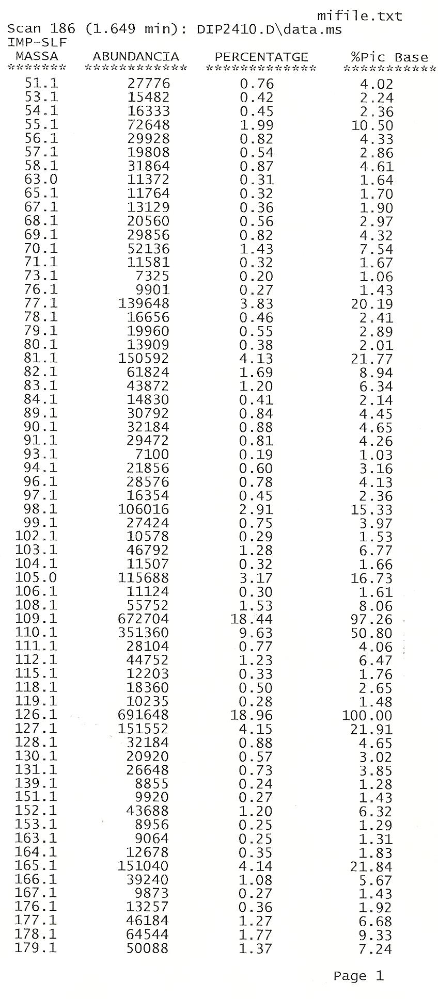 mifile.txt
Scan 186 (1.649 min): DIP2410.D\data.ms
IMP-SLF
MASSA ABUNDANCIA PERCENTATGE %Pic Base
******* ************ ************* ***********
51.1 27776 0.76 4.02
53.1 15482 0.42 2.24
54.1 16333 0.45 2.36
55.1 72648 1.99 10.50
56.1 29928 0.82 4.33
57.1 19808 0.54 2.86
58.1 31864 0.87 4.61
63.0 11372 0.31 1.64
65.1 11764 0.32 1.70
67.1 13129 0.36 1.90
68.1 20560 0.56 2.97
69.1 29856 0.82 4.32
70.1 52136 1.43 7.54
71.1 11581 0.32 1.67
73.1 7325 0.20 1.06
76.1 9901 0.27 1.43
77.1 139648 3.83 20.19
78.1 16656 0.46 2.41
79.1 19960 0.55 2.89
80.1 13909 0.38 2.01
81.1 150592 4.13 21.77
82.1 61824 1.69 8.94
83.1 43872 1.20 6.34
84.1 14830 0.41 2.14
89.1 30792 0.84 4.45
90.1 32184 0.88 4.65
91.1 29472 0.81 4.26
93.1 7100 0.19 1.03
94.1 21856 0.60 3.16
96.1 28576 0.78 4.13
97.1 16354 0.45 2.36
98.1 106016 2.91 15.33
99.1 27424 0.75 3.97
102.1 10578 0.29 1.53
103.1 46792 1.28 6.77
104.1 11507 0.32 1.66
105.0 115688 3.17 16.73
106.1 11124 0.30 1.61
108.1 55752 1.53 8.06
109.1 672704 18.44 97.26
110.1 351360 9.63 50.80
111.1 28104 0.77 4.06
112.1 44752 1.23 6.47
115.1 12203 0.33 1.76
118.1 18360 0.50 2.65
119.1 10235 0.28 1.48
126.1 691648 18.96 100.00
127.1 151552 4.15 21.91
128.1 32184 0.88 4.65
130.1 20920 0.57 3.02
131.1 26648 0.73 3.85
139.1 8855 0.24 1.28
151.1 9920 0.27 1.43
152.1 43688 1.20 6.32
153.1 8956 0.25 1.29
163.1 9064 0.25 1.31
164.1 12678 0.35 1.83
165.1 151040 4.14 21.84
166.1 39240 1.08 5.67
167.1 9873 0.27 1.43
176.1 13257 0.36 1.92
177.1 46184 1.27 6.68
178.1 64544 1.77 9.33
179.1 50088 1.37 7.24
Page 1